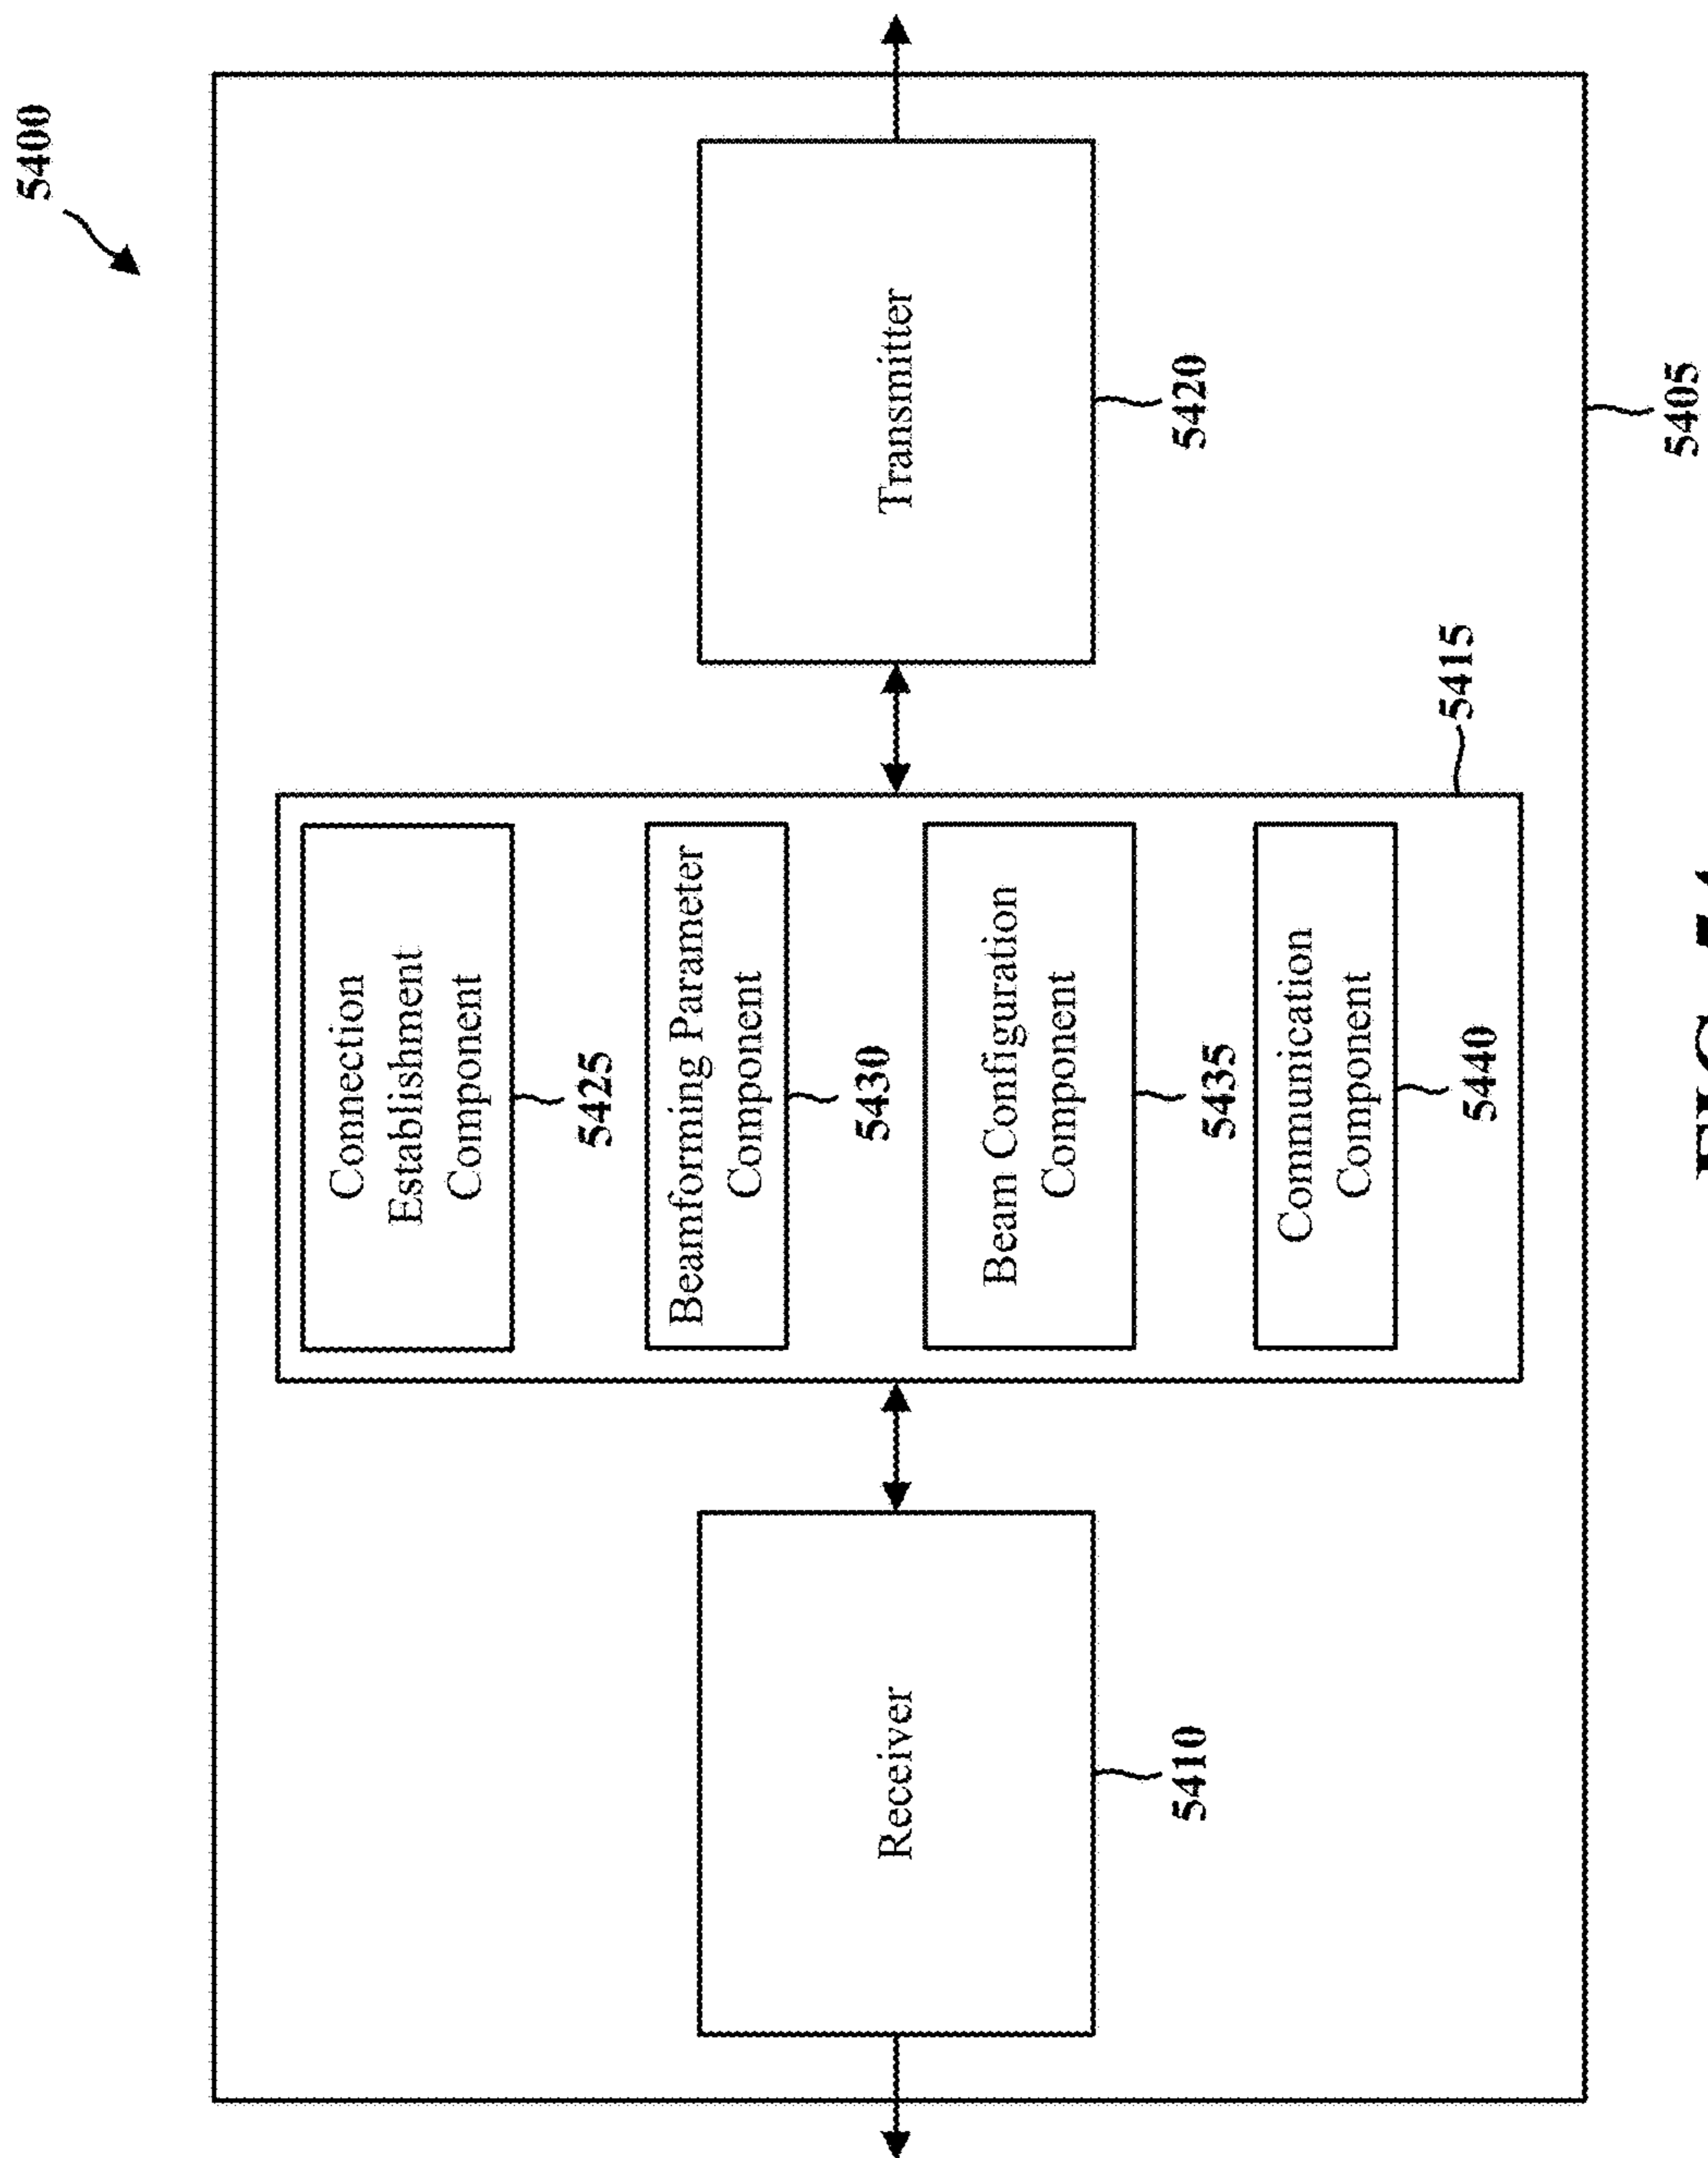 5400
Connection
Establishment
Component
5425
Beamforming Parameter
Component
5430
Receiver
5410
Beam Configuration
Component
5435
Transmitter
5420
Communication
Component
5440
5415
5405